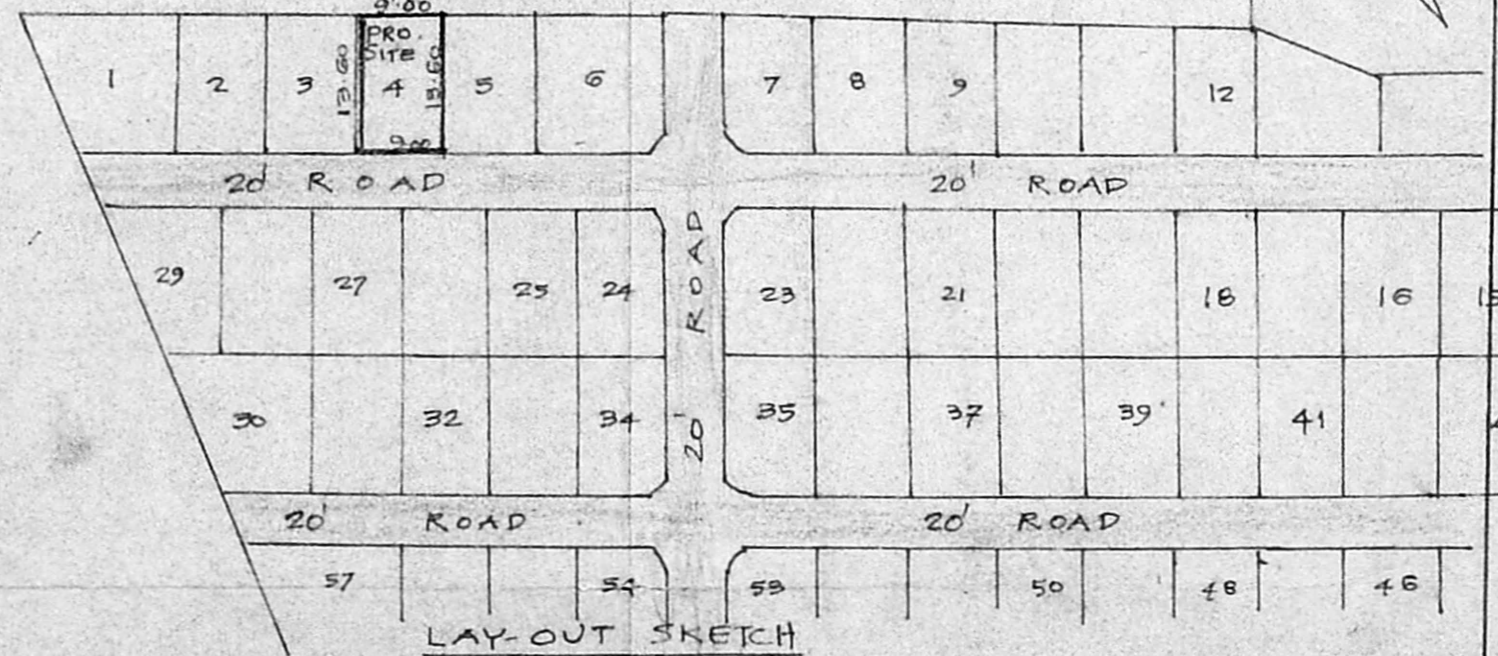 9.00
PRO.
SITE
1 2 3 13.60 4 13.60 5 6 7 8 9 12
9.00
20' ROAD 20' ROAD
ROAD
29 27 25 24 23 21 18 16 15
30 32 34 35 37 39 41
20'
20' ROAD 20' ROAD
57 54 53 50 48 46
LAY-OUT SKETCH